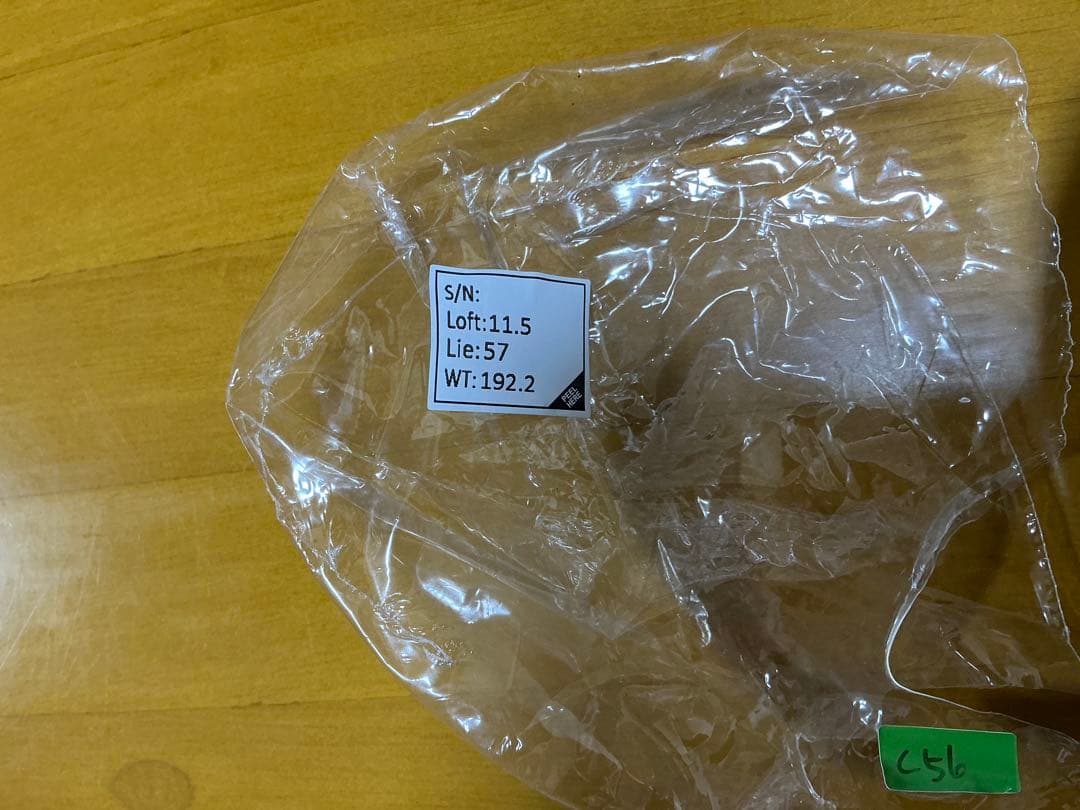 S/N:
Loft:11.5
Lie:57
WT:192.2
PEEL
HERE
C56